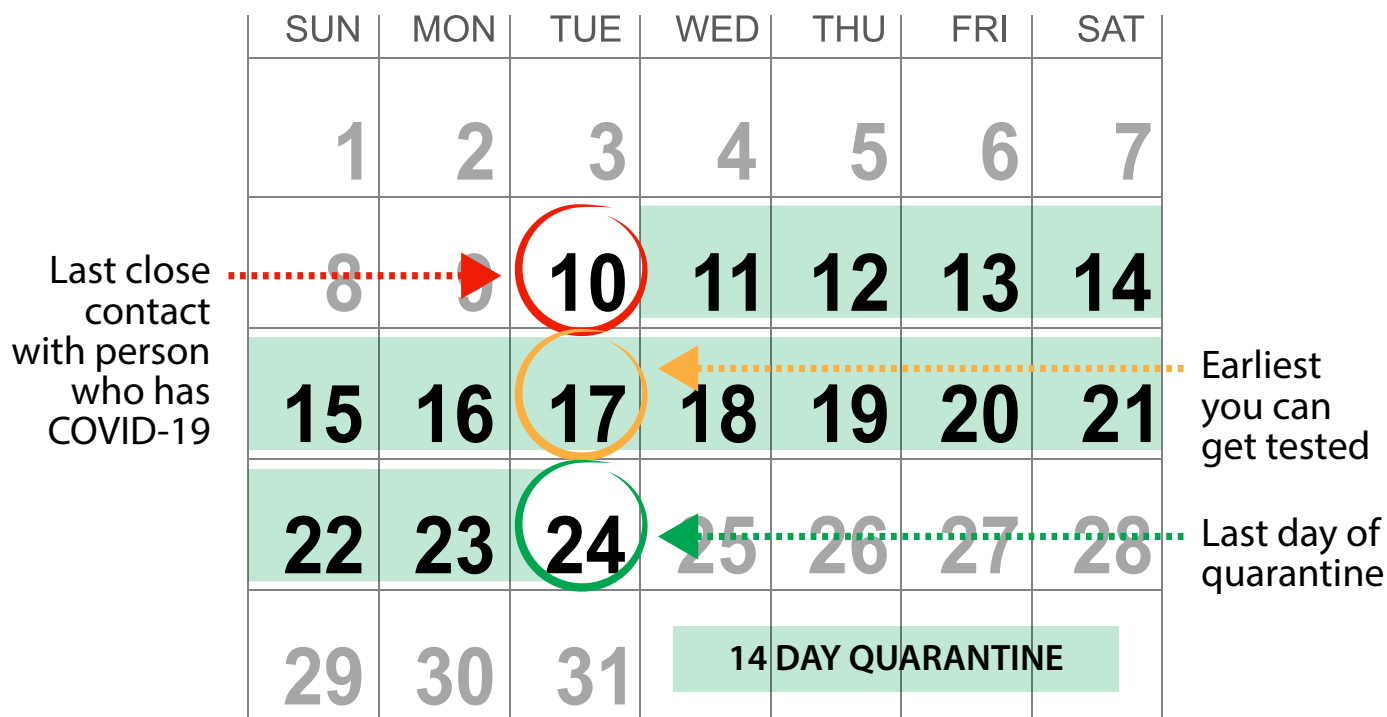 SUN MON TUE WED THU FRI SAT
1 2 3 4 5 6 7
8 9 10 11 12 13 14
Last close
contact
with person
who has
COVID-19
15 16 17 18 19 20 21
Earliest
you can
get tested
22 23 24 25 26 27 28
Last day of
quarantine
29 30 31
14 DAY QUARANTINE